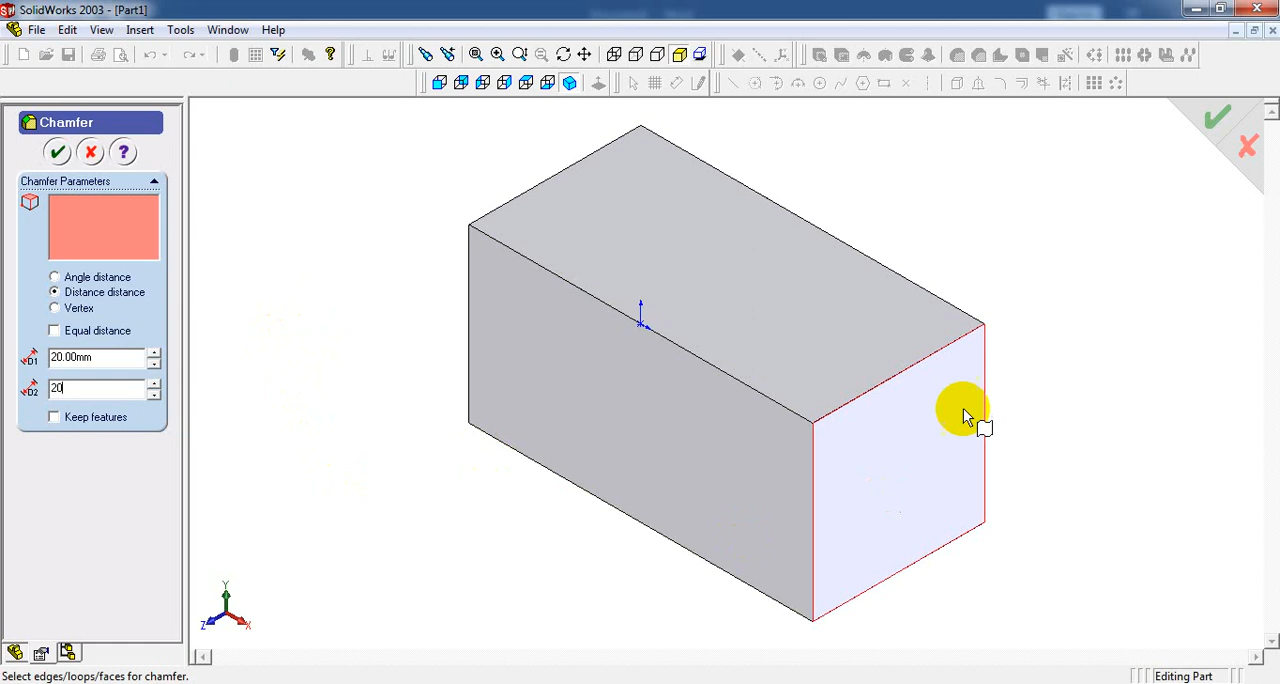 SolidWorks 2003 - [Part1]
File Edit View Insert Tools Window Help
Chamfer
Chamfer Parameters
Angle distance
Distance distance
Vertex
Equal distance
D1 20.00mm
D2 20
Keep features
Y
Z X
Select edges/loops/faces for chamfer. Editing Part